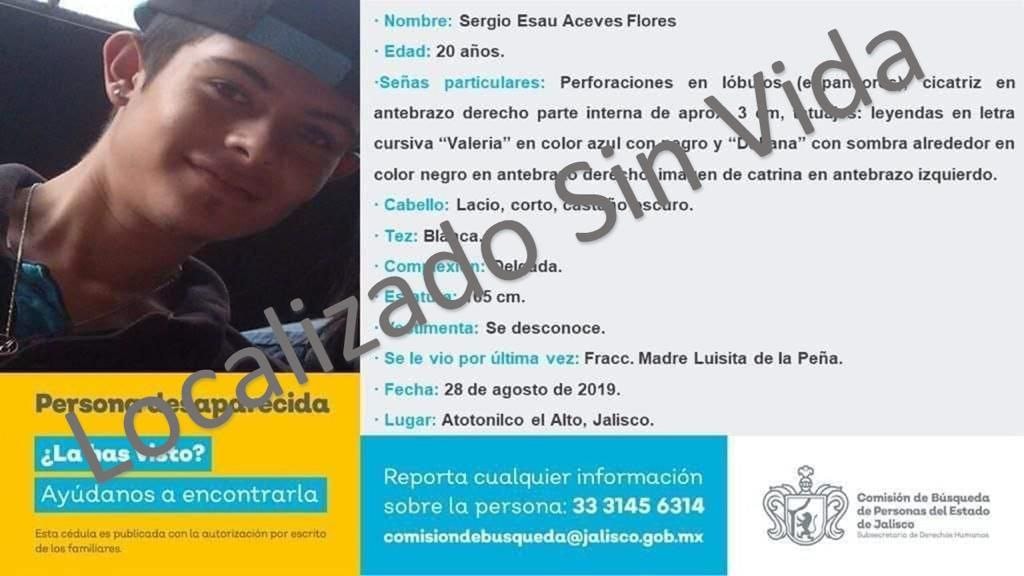 · Nombre: Sergio Esau Aceves Flores
· Edad: 20 años.
·Señas particulares: Perforaciones en lóbulos (expansores), cicatriz en
antebrazo derecho parte interna de aprox. 3 cm, tatuajes: leyendas en letra
cursiva “Valeria” en color azul con negro y con sombra alrededor en
color negro en antebrazo derecho, imagen de catrina en antebrazo izquierdo.
· Cabello: Lacio, corto, castaño oscuro.
· Tez: Blanca.
· Complexión: Delgada.
· Estatura: 165 cm.
· Vestimenta: Se desconoce.
· Se le vio por última vez: Fracc. Madre Luisita de la Peña.
· Fecha: 28 de agosto de 2019.
· Lugar: Atotonilco el Alto, Jalisco.
Localizado Sin Vida
Persona desaparecida
¿La has visto?
Ayúdanos a encontrarla
Esta cédula es publicada con la autorización por escrito
de los familiares.
Reporta cualquier información
sobre la persona: 33 3145 6314
comisiondebusqueda@jalisco.gob.mx
Comisión de Búsqueda
de Personas del Estado
de Jalisco
Subsecretaría de Derechos Humanos